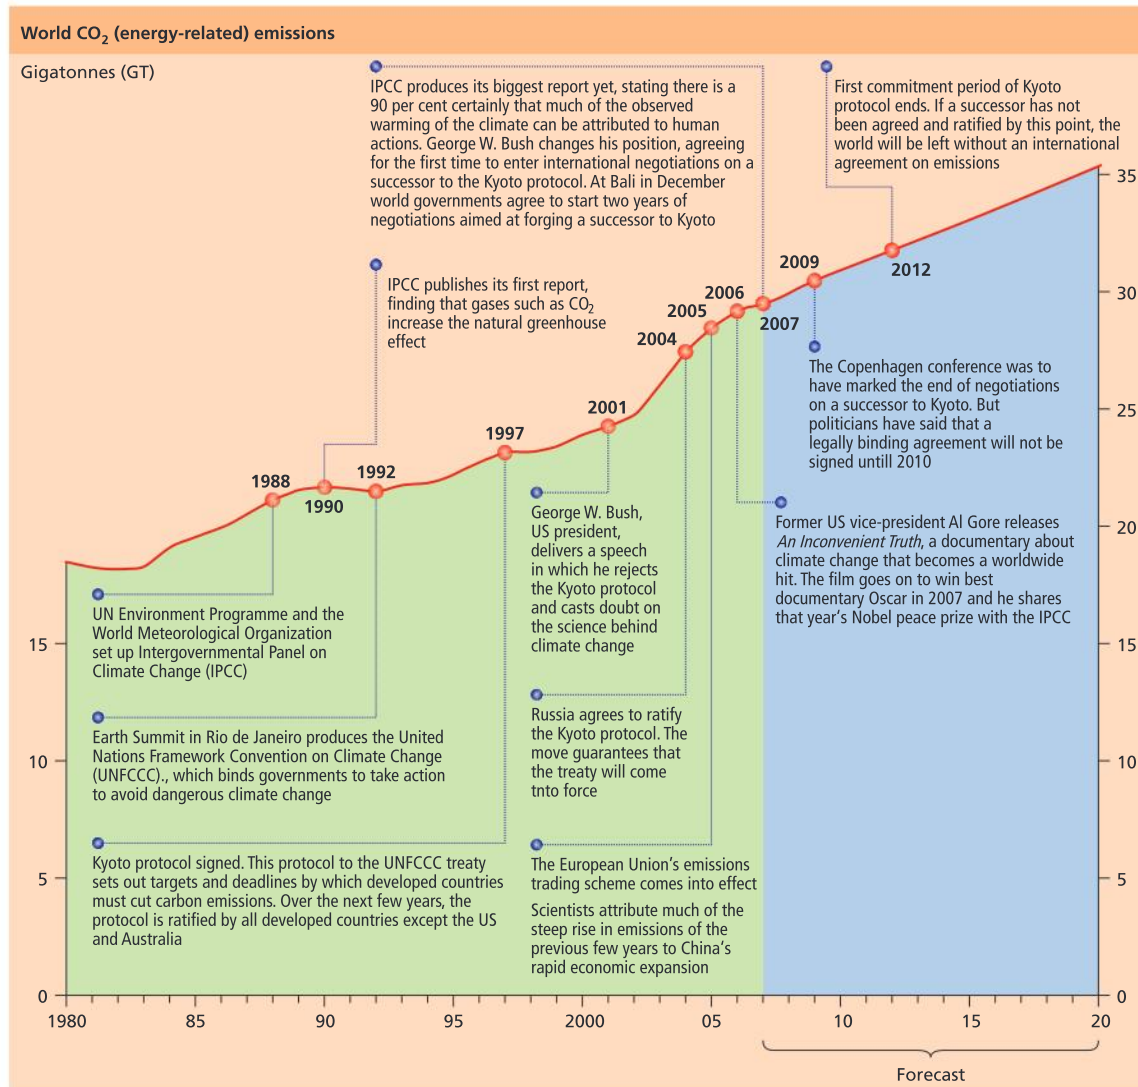 World CO₂ (energy-related) emissions
Gigatonnes (GT)
IPCC produces its biggest report yet, stating there is a
90 per cent certainly that much of the observed
warming of the climate can be attributed to human
actions. George W. Bush changes his position, agreeing
for the first time to enter international negotiations on a
successor to the Kyoto protocol. At Bali in December
world governments agree to start two years of
negotiations aimed at forging a successor to Kyoto
First commitment period of Kyoto
protocol ends. If a successor has not
been agreed and ratified by this point, the
world will be left without an international
agreement on emissions
IPCC publishes its first report,
finding that gases such as CO₂
increase the natural greenhouse
effect
1988
1990
1992
1997
2001
2004
2005
2006
2007
2009
2012
The Copenhagen conference was to
have marked the end of negotiations
on a successor to Kyoto. But
politicians have said that a
legally binding agreement will not be
signed untill 2010
George W. Bush,
US president,
delivers a speech
in which he rejects
the Kyoto protocol
and casts doubt on
the science behind
climate change
Former US vice-president Al Gore releases
An Inconvenient Truth, a documentary about
climate change that becomes a worldwide
hit. The film goes on to win best
documentary Oscar in 2007 and he shares
that year's Nobel peace prize with the IPCC
UN Environment Programme and the
World Meteorological Organization
set up Intergovernmental Panel on
Climate Change (IPCC)
Earth Summit in Rio de Janeiro produces the United
Nations Framework Convention on Climate Change
(UNFCCC)., which binds governments to take action
to avoid dangerous climate change
Russia agrees to ratify
the Kyoto protocol. The
move guarantees that
the treaty will come
tnto force
Kyoto protocol signed. This protocol to the UNFCCC treaty
sets out targets and deadlines by which developed countries
must cut carbon emissions. Over the next few years, the
protocol is ratified by all developed countries except the US
and Australia
The European Union's emissions
trading scheme comes into effect
Scientists attribute much of the
steep rise in emissions of the
previous few years to China's
rapid economic expansion
15
10
5
0
35
30
25
20
15
10
5
0
1980 85 90 95 2000 05 10 15 20
Forecast